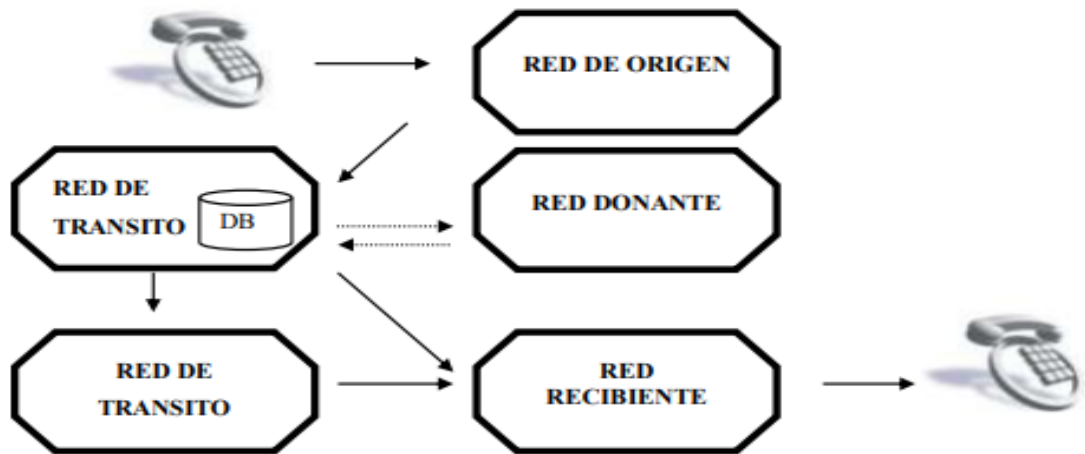 RED DE ORIGEN
RED DE
TRANSITO
DB
RED DONANTE
RED DE
TRANSITO
RED
RECIBIENTE